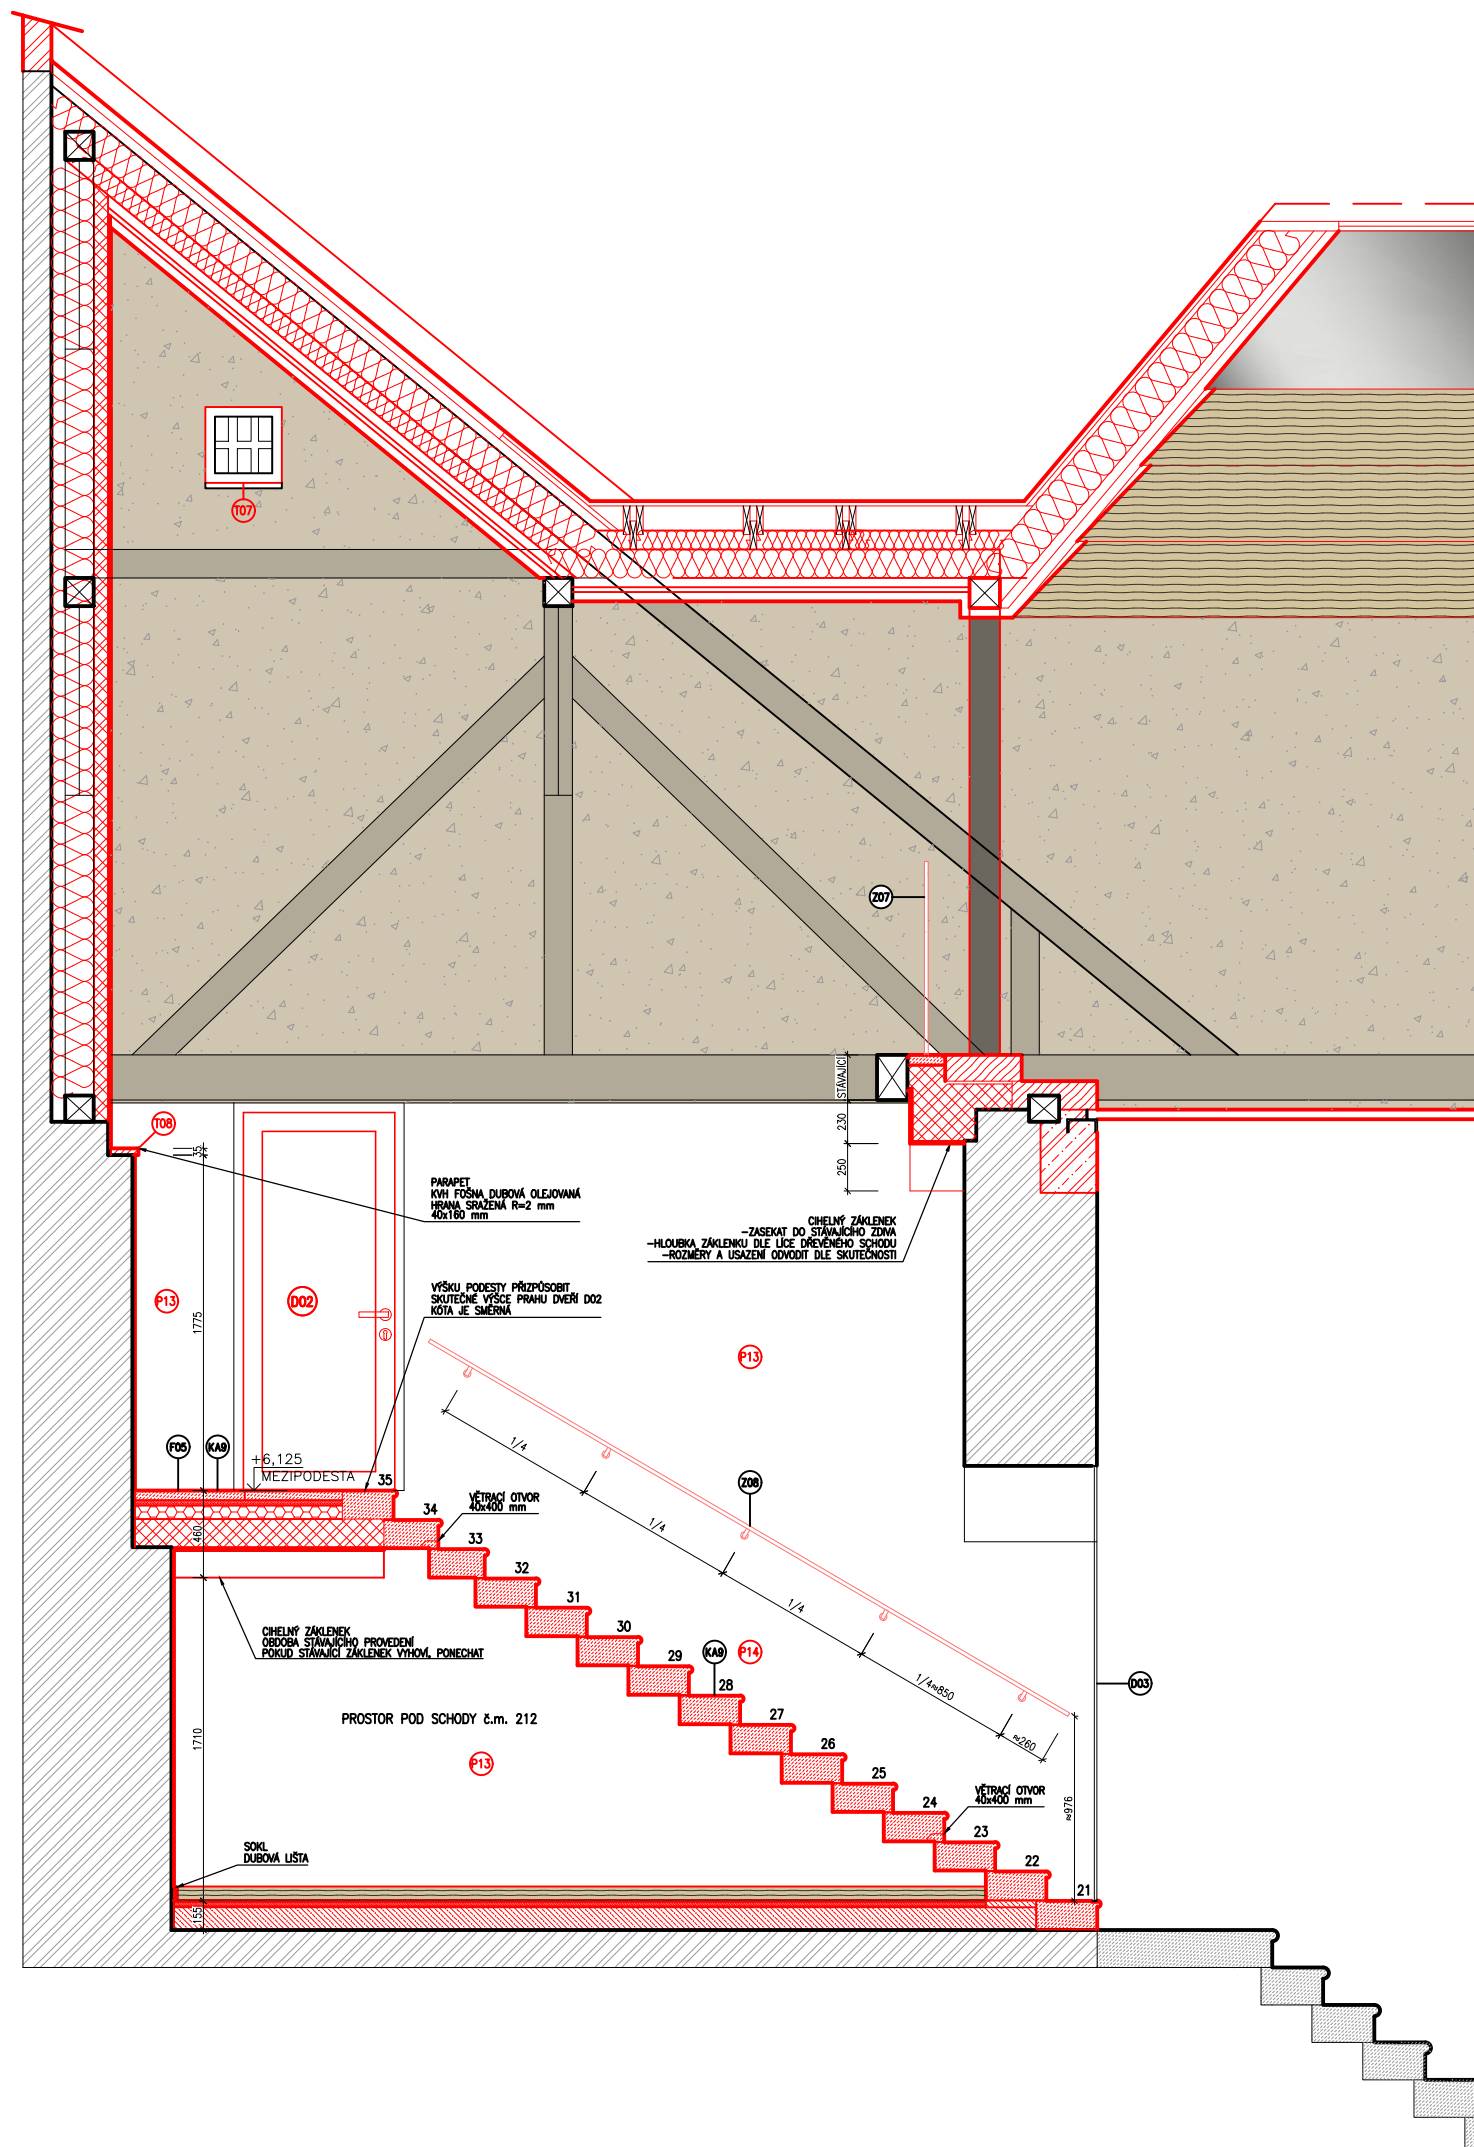 T07
Z07
STÁVAJÍCÍ
230
250
T08
35
PARAPET
KVH FOŠNA DUBOVÁ OLEJOVANÁ
HRANA SRAŽENÁ R=2 mm
40x160 mm
CIHELNÝ ZÁKLENEK
-ZASEKAT DO STÁVAJÍCÍHO ZDIVA
-HLOUBKA ZÁKLENKU DLE LÍCE DŘEVĚNÉHO SCHODU
-ROZMĚRY A USAZENÍ ODVODIT DLE SKUTEČNOSTI
VÝŠKU PODESTY PŘIZPŮSOBIT
SKUTEČNÉ VÝŠCE PRAHU DVEŘÍ D02
KÓTA JE SMĚRNÁ
P13
D02
1775
P13
F05
KA9
+6,125
MEZIPODESTA
35
1/4
Z08
VĚTRACÍ OTVOR
40x400 mm
34
1/4
460
33
32
31
1/4
30
CIHELNÝ ZÁKLENEK
OBDOBA STÁVAJÍCÍHO PROVEDENÍ
POKUD STÁVAJÍCÍ ZÁKLENEK VYHOVÍ, PONECHAT
29
KA9
P14
28
1/4≈850
D03
PROSTOR POD SCHODY č.m. 212
27
1710
≈260
26
P13
25
VĚTRACÍ OTVOR
40x400 mm
24
≈976
23
SOKL
DUBOVÁ LIŠTA
22
21
155